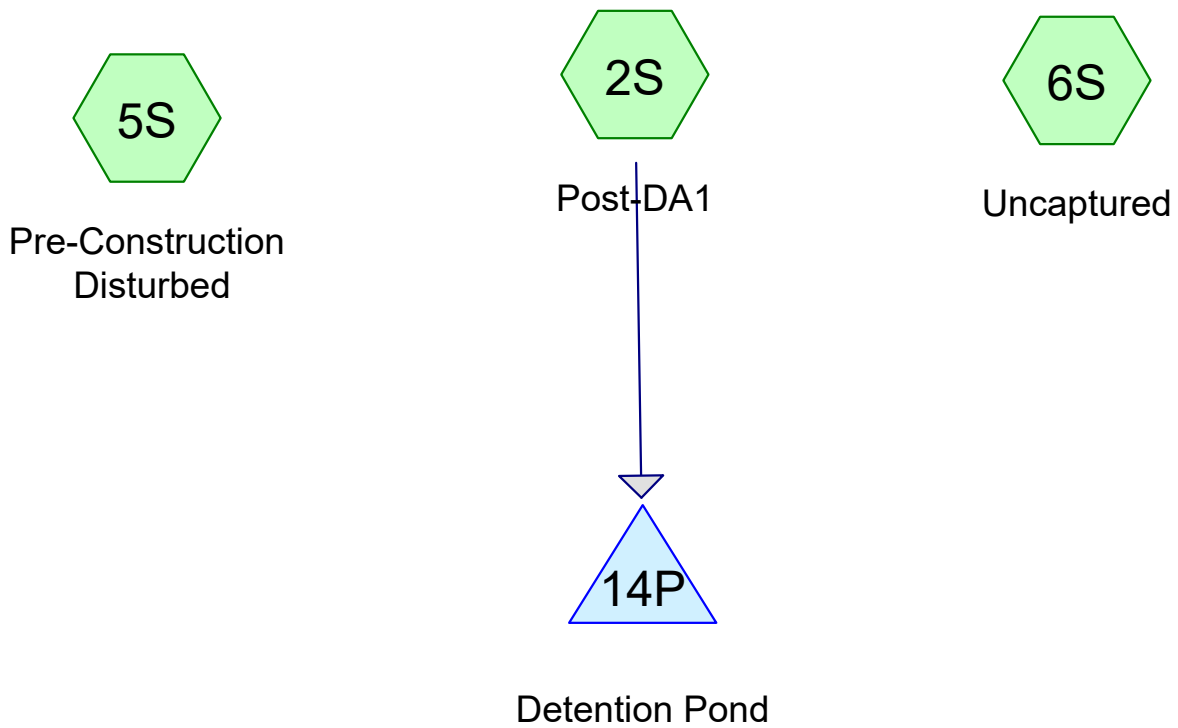 5S
Pre-Construction
Disturbed
2S
Post-DA1
6S
Uncaptured
14P
Detention Pond